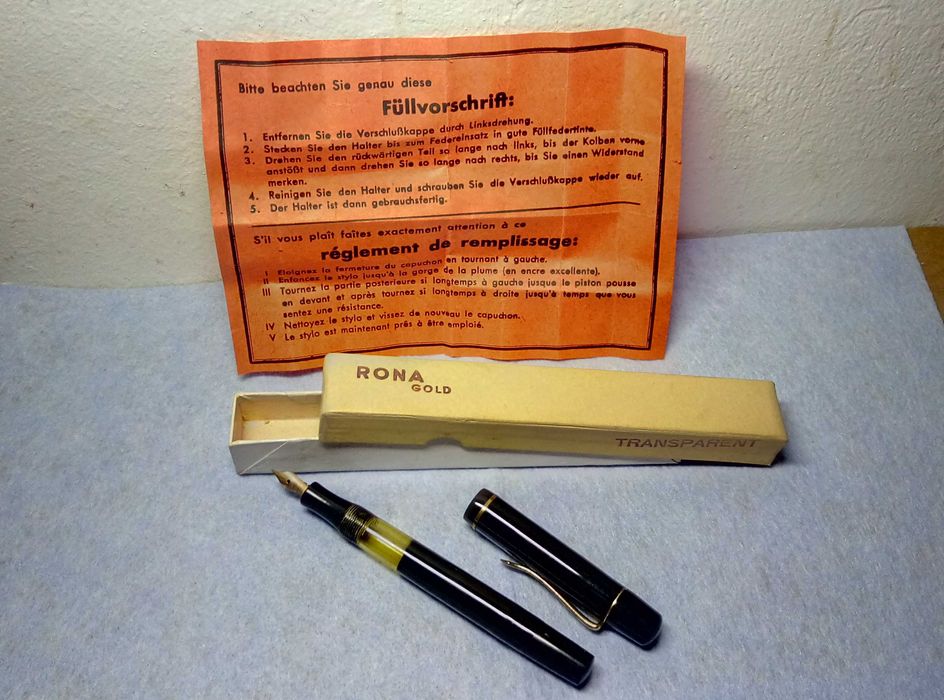 Bitte beachten Sie genau diese
Füllvorschrift:
1. Entfernen Sie die Verschlußkappe durch Linksdrehung.
2. Stecken Sie den Halter bis zum Federeinsatz in gute Füllfedertinte.
3. Drehen Sie den rückwärtigen Teil so lange nach links, bis der Kolben vorne
anstößt und dann drehen Sie so lange nach rechts, bis Sie einen Widerstand
merken.
4. Reinigen Sie den Halter und schrauben Sie die Verschlußkappe wieder auf.
5. Der Halter ist dann gebrauchsfertig.
S'il vous plaît faîtes exactement attention à ce
réglement de remplissage:
I Eloignez la fermeture du capuchon en tournant à gauche.
II Enfoncez le stylo jusqu'à la gorge de la plume (en encre excellente).
III Tournez la partie posterieure si longtemps à gauche jusque le piston pousse
en devant et après tournez si longtemps à droite jusqu'à temps que vous
sentez une résistance.
IV Nettoyez le stylo et vissez de nouveau le capuchon.
V Le stylo est maintenant prés à être emploié.
RONA
GOLD
TRANSPARENT